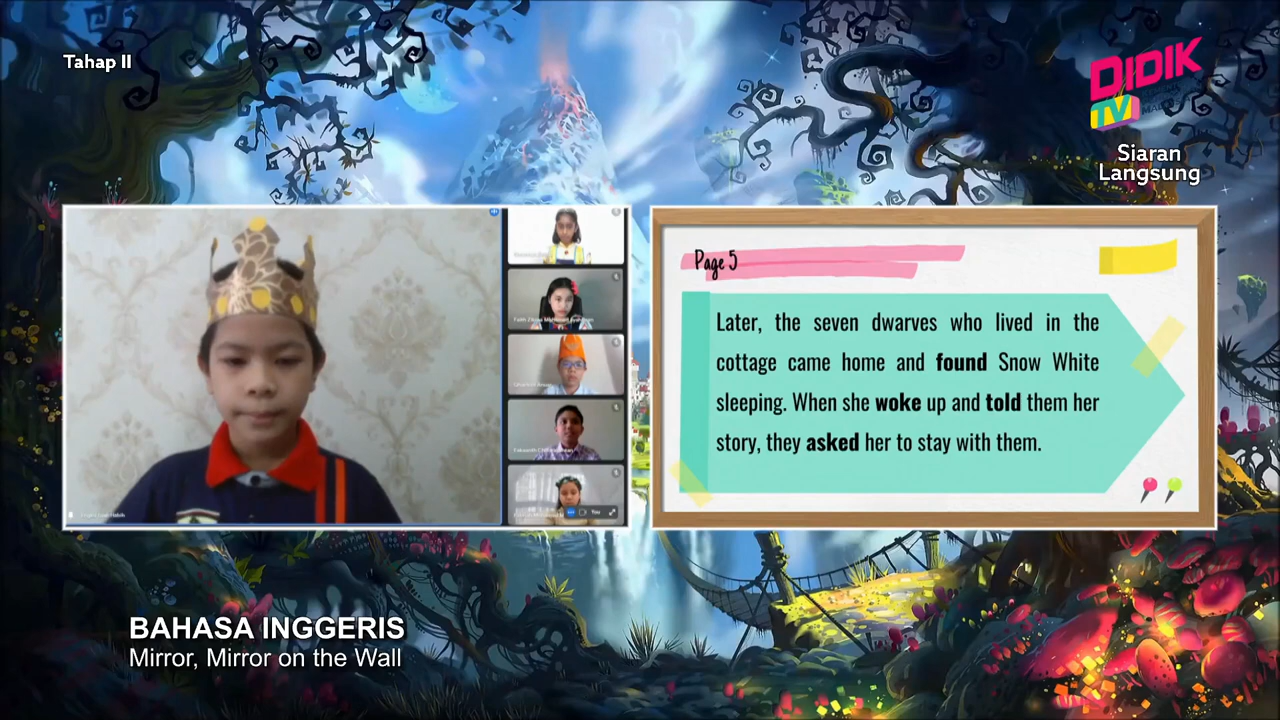 Tahap II
DIDIK
TV
Siaran
Langsung
Page 5
Later, the seven dwarves who lived in the
cottage came home and found Snow White
sleeping. When she woke up and told them her
story, they asked her to stay with them.
You
BAHASA INGGERIS
Mirror, Mirror on the Wall